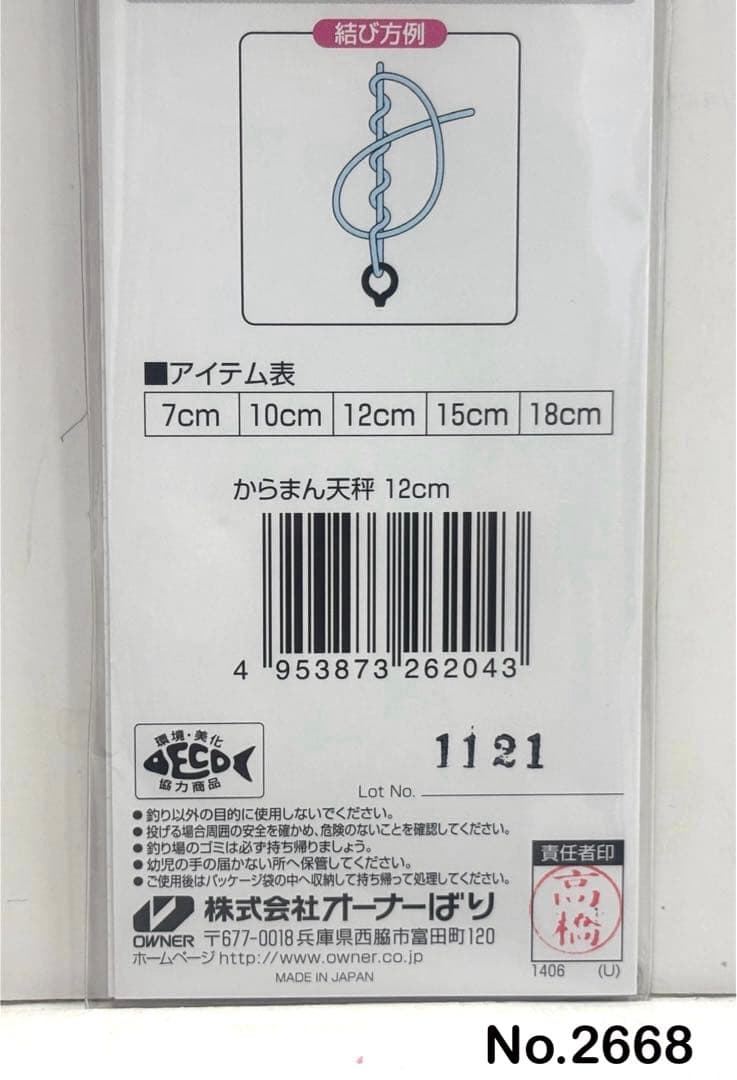 結び方例
■アイテム表
7cm 10cm 12cm 15cm 18cm
からまん天秤 12cm
4 953873 262043
環境・美化
ECO
協力商品
1121
Lot No.
●釣り以外の目的に使用しないでください。
●投げる場合周囲の安全を確かめ、危険のないことを確認してください。
●釣り場のゴミは必ず持ち帰りましょう。
●幼児の手の届かない所へ保管してください。
●ご使用後はパッケージ袋の中へ収納して持ち帰って処理してください。
責任者印
高橋
OWNER 株式会社オーナーばり
〒677-0018兵庫県西脇市富田町120
ホームページhttp://www.owner.co.jp
MADE IN JAPAN
1406 (U)
No.2668